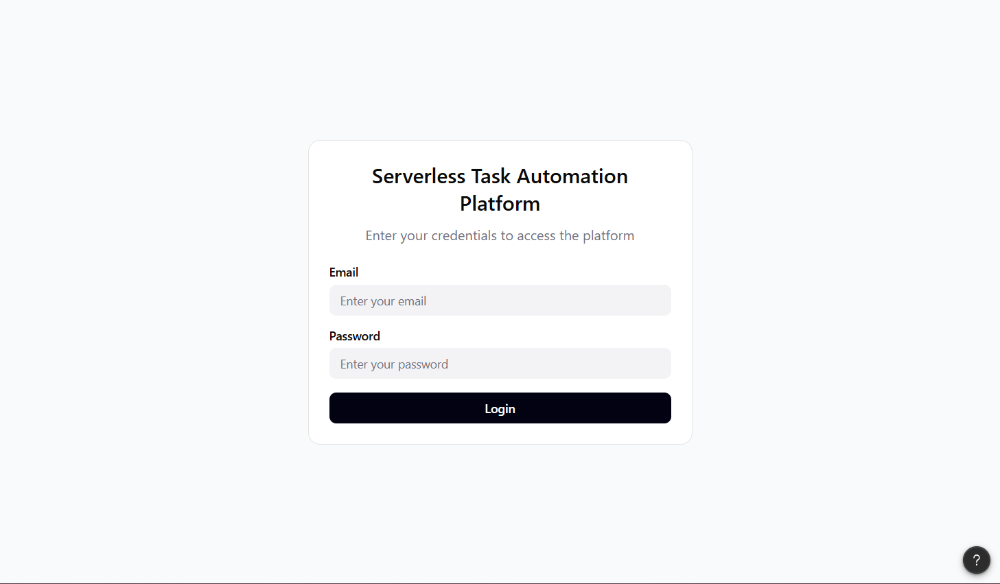 Serverless Task Automation
Platform
Enter your credentials to access the platform
Email
Enter your email
Password
Enter your password
Login
?